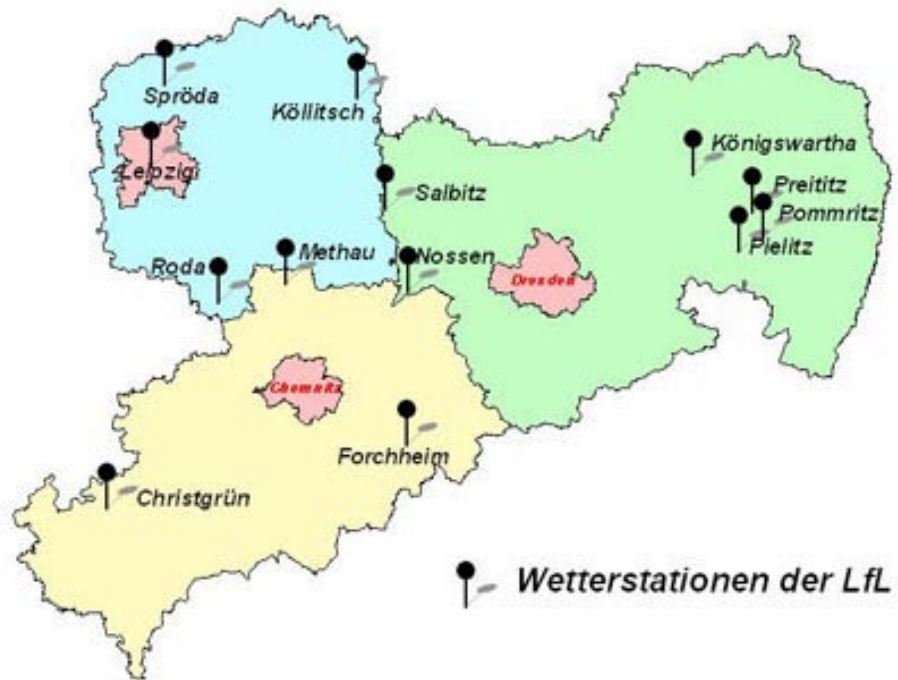 Spröda
Köllitsch
Leipzig
Königswartha
Preititz
Pommritz
Pielitz
Salbitz
Methau
Nossen
Roda
Dresden
Chemnitz
Forchheim
Christgrün
Wetterstationen der LfL